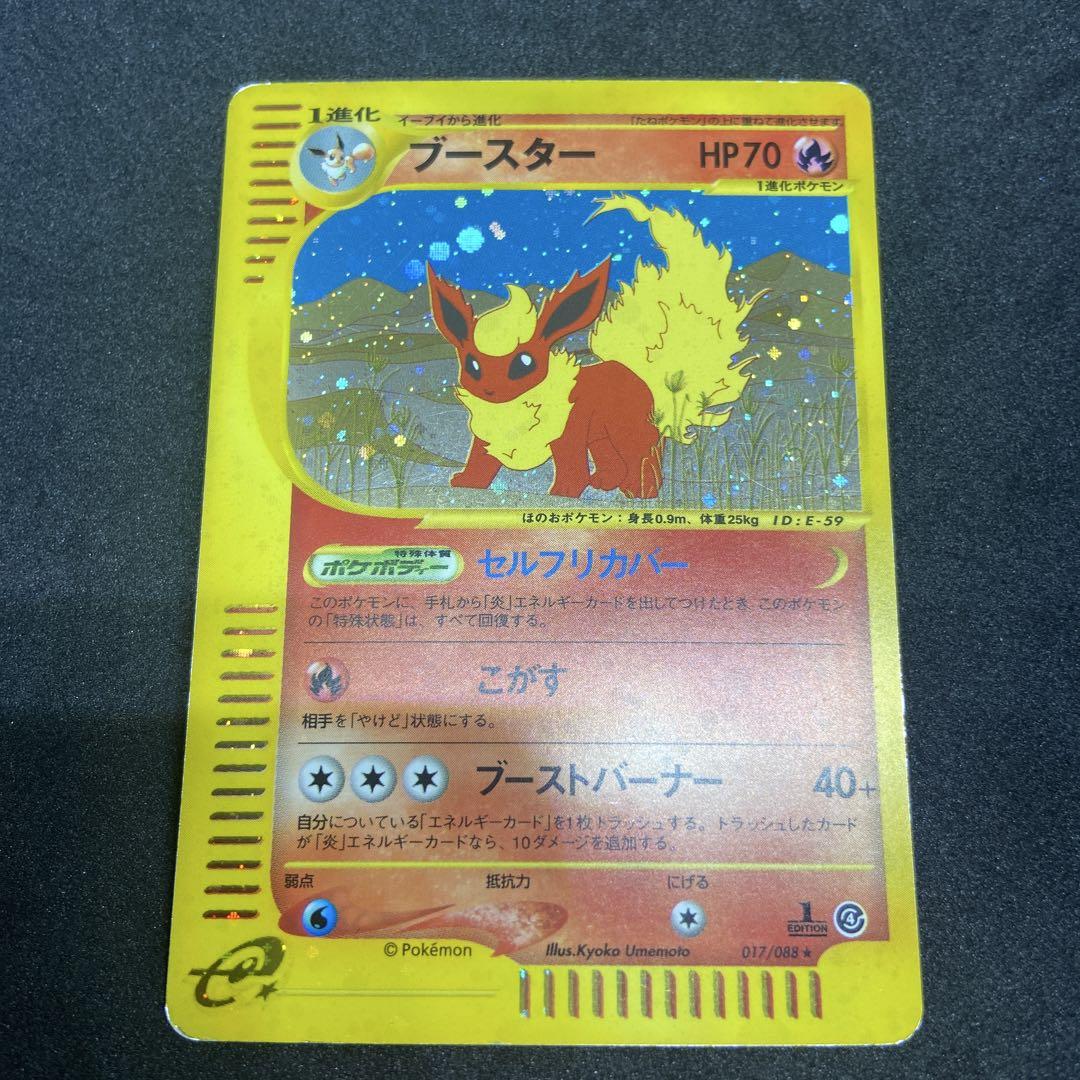 1進化
イーブイから進化
「たねポケモン」の上に重ねて進化させます
ブースター
HP70
1進化ポケモン
ほのおポケモン:身長0.9m、体重25kg ID:E-59
特殊体質
ポケボディー
セルフリカバー
このポケモンに、手札から「炎」エネルギーカードを出してつけたとき、このポケモン
の「特殊状態」は、すべて回復する。
こがす
相手を「やけど」状態にする。
ブーストバーナー
40+
自分についている「エネルギーカード」を1枚トラッシュする。トラッシュしたカード
が「炎」エネルギーカードなら、10ダメージを追加する。
弱点
抵抗力
にげる
1
EDITION
4
© Pokémon
Illus.Kyoko Umemoto
017/088★
e